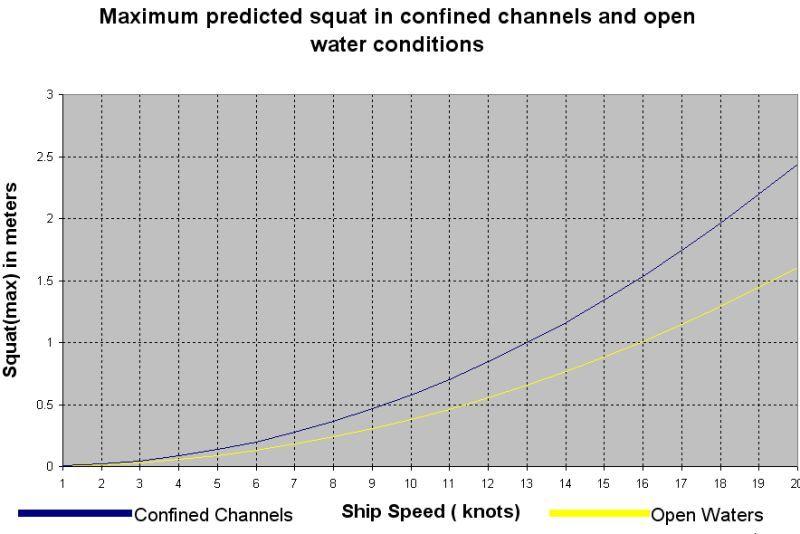 Maximum predicted squat in confined channels and open
water conditions
Squat(max) in meters
3
2.5
2
1.5
1
0.5
0
1 2 3 4 5 6 7 8 9 10 11 12 13 14 15 16 17 18 19 20
Confined Channels Ship Speed ( knots) Open Waters